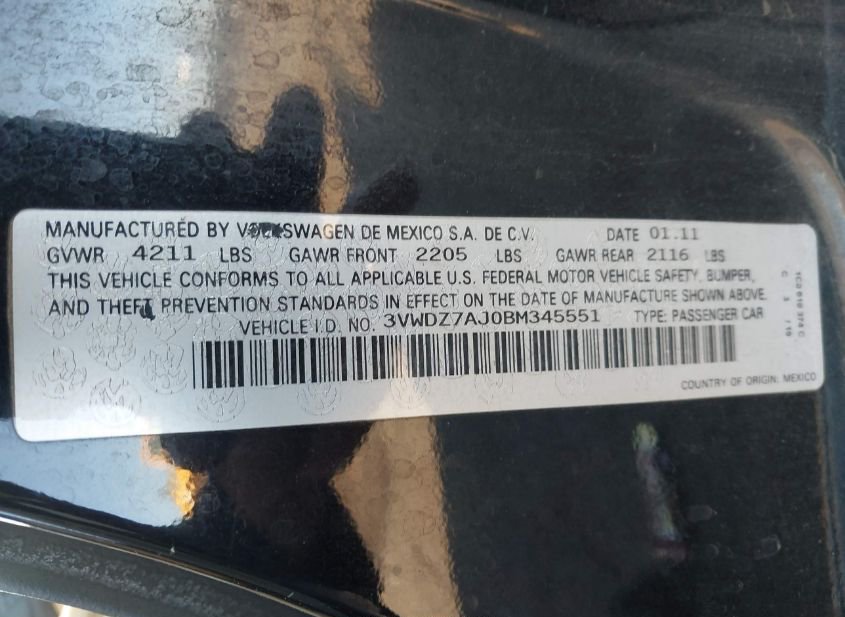 MANUFACTURED BY VOLKSWAGEN DE MEXICO S.A. DE C.V. DATE 01.11
GVWR 4211 LBS GAWR FRONT 2205 LBS GAWR REAR 2116 LBS
THIS VEHICLE CONFORMS TO ALL APPLICABLE U.S. FEDERAL MOTOR VEHICLE SAFETY, BUMPER,
AND THEFT PREVENTION STANDARDS IN EFFECT ON THE DATE OF MANUFACTURE SHOWN ABOVE.
VEHICLE I.D. NO. 3VWDZ7AJ0BM345551 TYPE: PASSENGER CAR
COUNTRY OF ORIGIN: MEXICO